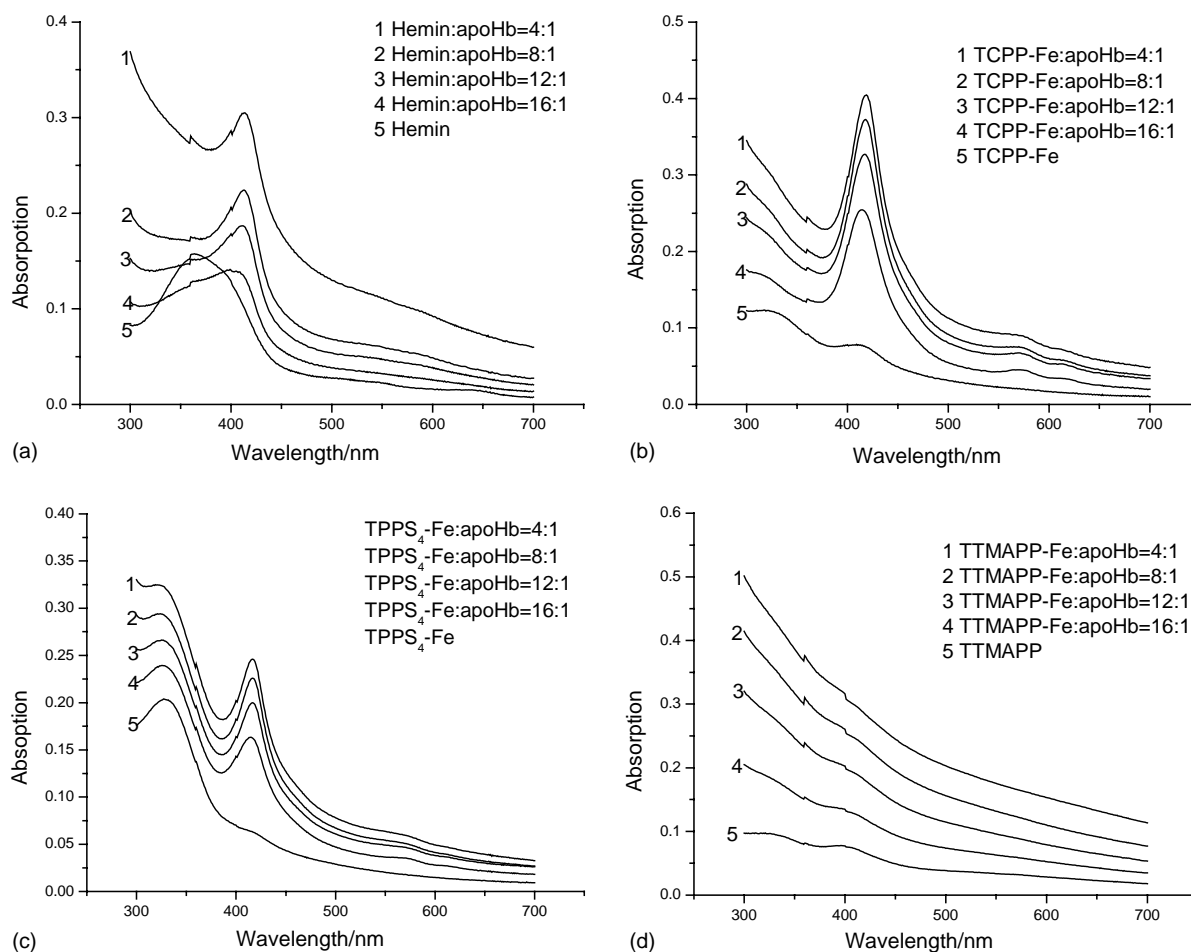 0.4
0.3
0.2
0.1
0.0
Absorpotion
1
2
3
4
5
1 Hemin:apoHb=4:1
2 Hemin:apoHb=8:1
3 Hemin:apoHb=12:1
4 Hemin:apoHb=16:1
5 Hemin
300 400 500 600 700
Wavelength/nm
(a)
0.5
0.4
0.3
0.2
0.1
0.0
Absorption
1
2
3
4
5
1 TCPP-Fe:apoHb=4:1
2 TCPP-Fe:apoHb=8:1
3 TCPP-Fe:apoHb=12:1
4 TCPP-Fe:apoHb=16:1
5 TCPP-Fe
300 400 500 600 700
Wavelength/nm
(b)
0.40
0.35
0.30
0.25
0.20
0.15
0.10
0.05
0.00
Absoption
1
2
3
4
5
TPPS4-Fe:apoHb=4:1
TPPS4-Fe:apoHb=8:1
TPPS4-Fe:apoHb=12:1
TPPS4-Fe:apoHb=16:1
TPPS4-Fe
300 400 500 600 700
Wavelength/nm
(c)
0.6
0.5
0.4
0.3
0.2
0.1
0.0
Absorption
1
2
3
4
5
1 TTMAPP-Fe:apoHb=4:1
2 TTMAPP-Fe:apoHb=8:1
3 TTMAPP-Fe:apoHb=12:1
4 TTMAPP-Fe:apoHb=16:1
5 TTMAPP
300 400 500 600 700
Wavelength/nm
(d)